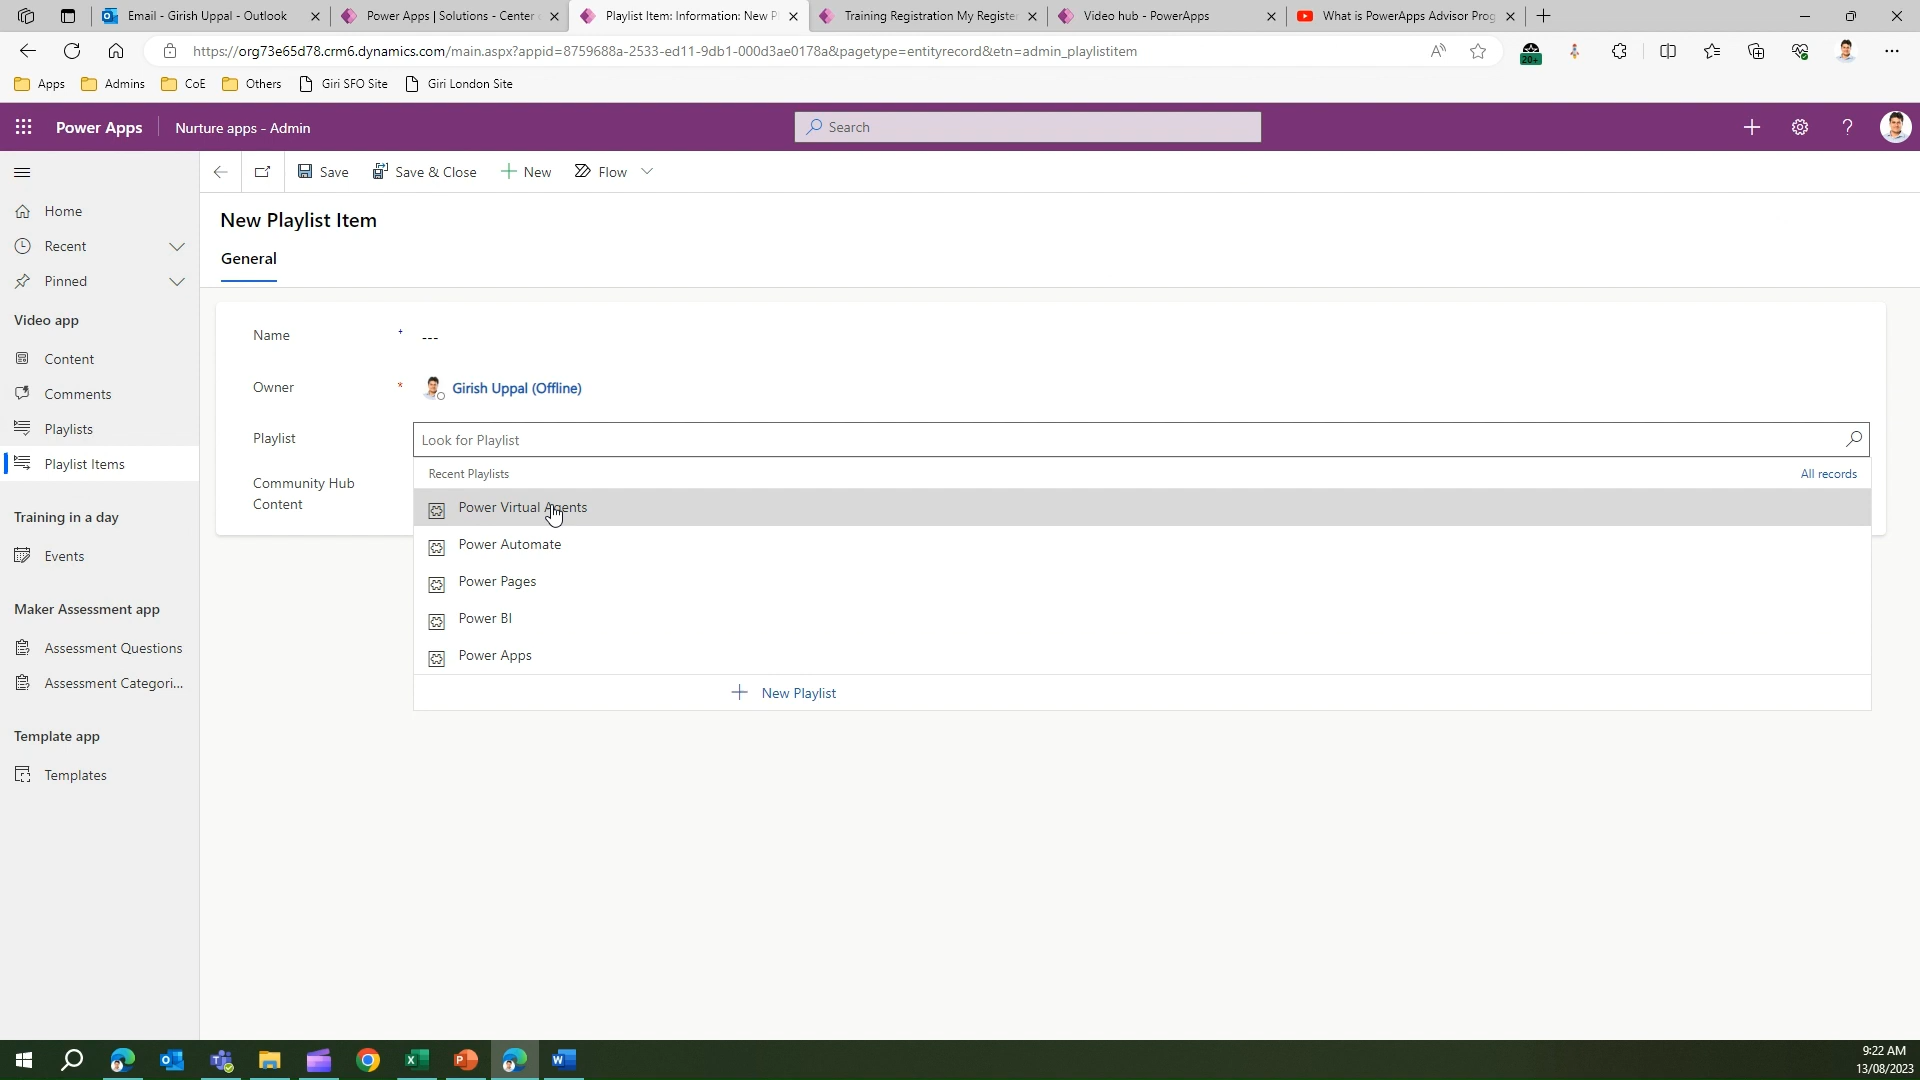 Email - Girish Uppal - Outlook
Power Apps | Solutions - Center
Playlist Item: Information: New P
Training Registration My Registe
Video hub - PowerApps
What is PowerApps Advisor Prog
https://org73e65d78.crm6.dynamics.com/main.aspx?appid=8759688a-2533-ed11-9db1-000d3ae0178a&pagetype=entityrecord&etn=admin_playlistitem
20+
Apps
Admins
CoE
Others
Giri SFO Site
Giri London Site
Power Apps
Nurture apps - Admin
Search
Save
Save & Close
New
Flow
Home
Recent
Pinned
Video app
Content
Comments
Playlists
Playlist Items
Training in a day
Events
Maker Assessment app
Assessment Questions
Assessment Categori...
Template app
Templates
New Playlist Item
General
Name + ---
Owner * Girish Uppal (Offline)
Playlist
Look for Playlist
Community Hub
Content
Recent Playlists
All records
Power Virtual Agents
Power Automate
Power Pages
Power BI
Power Apps
New Playlist
9:22 AM
13/08/2023